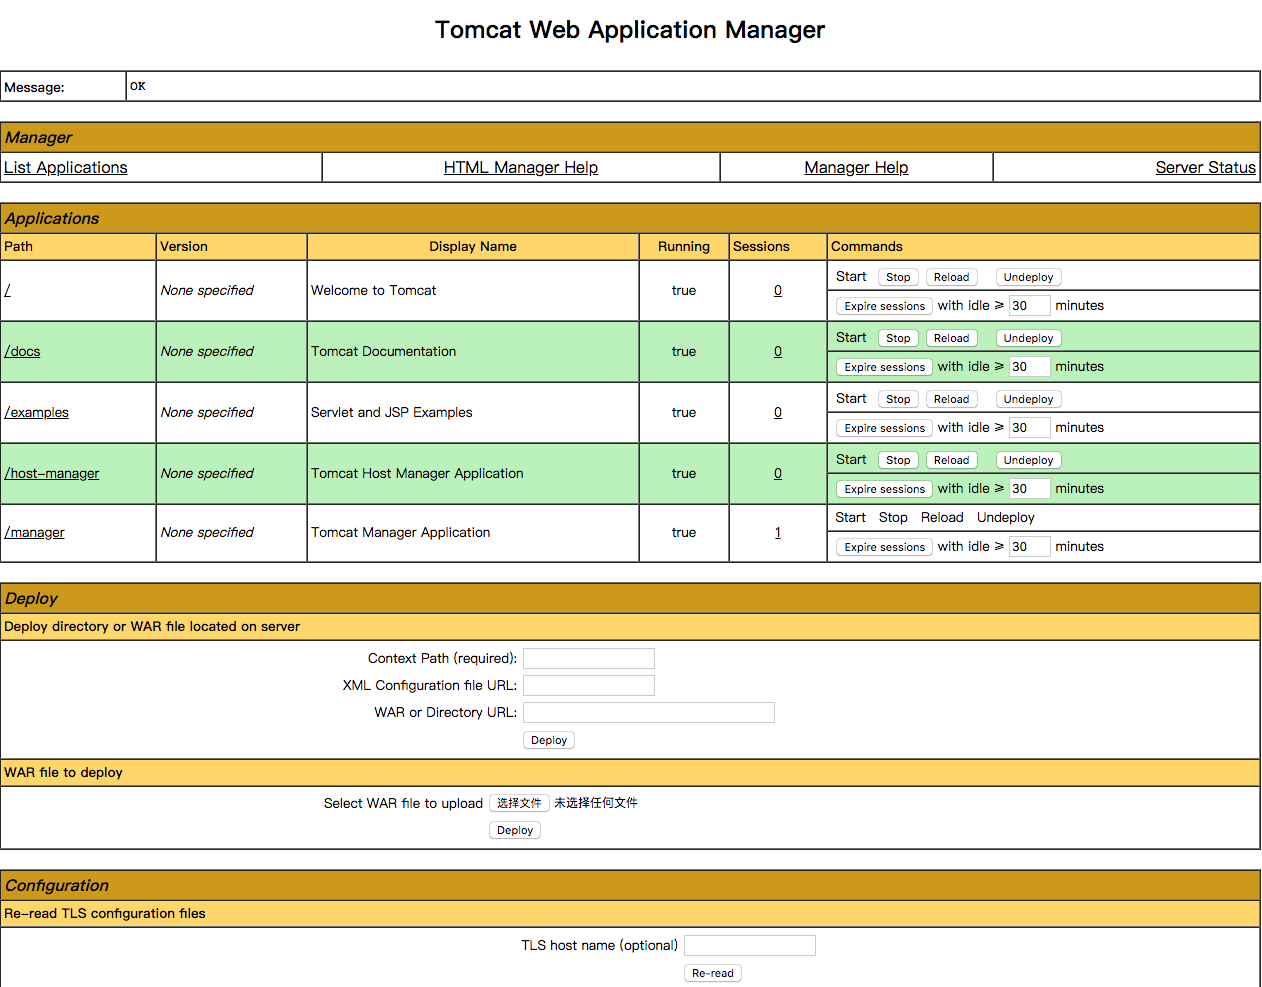 Tomcat Web Application Manager
Message: OK
Manager
List Applications HTML Manager Help Manager Help Server Status
Applications
Path Version Display Name Running Sessions Commands
/ None specified Welcome to Tomcat true 0
Start Stop Reload Undeploy
Expire sessions with idle ≥ 30 minutes
/docs None specified Tomcat Documentation true 0
Start Stop Reload Undeploy
Expire sessions with idle ≥ 30 minutes
/examples None specified Servlet and JSP Examples true 0
Start Stop Reload Undeploy
Expire sessions with idle ≥ 30 minutes
/host-manager None specified Tomcat Host Manager Application true 0
Start Stop Reload Undeploy
Expire sessions with idle ≥ 30 minutes
/manager None specified Tomcat Manager Application true 1
Start Stop Reload Undeploy
Expire sessions with idle ≥ 30 minutes
Deploy
Deploy directory or WAR file located on server
Context Path (required):
XML Configuration file URL:
WAR or Directory URL:
Deploy
WAR file to deploy
Select WAR file to upload 选择文件 未选择任何文件
Deploy
Configuration
Re-read TLS configuration files
TLS host name (optional)
Re-read